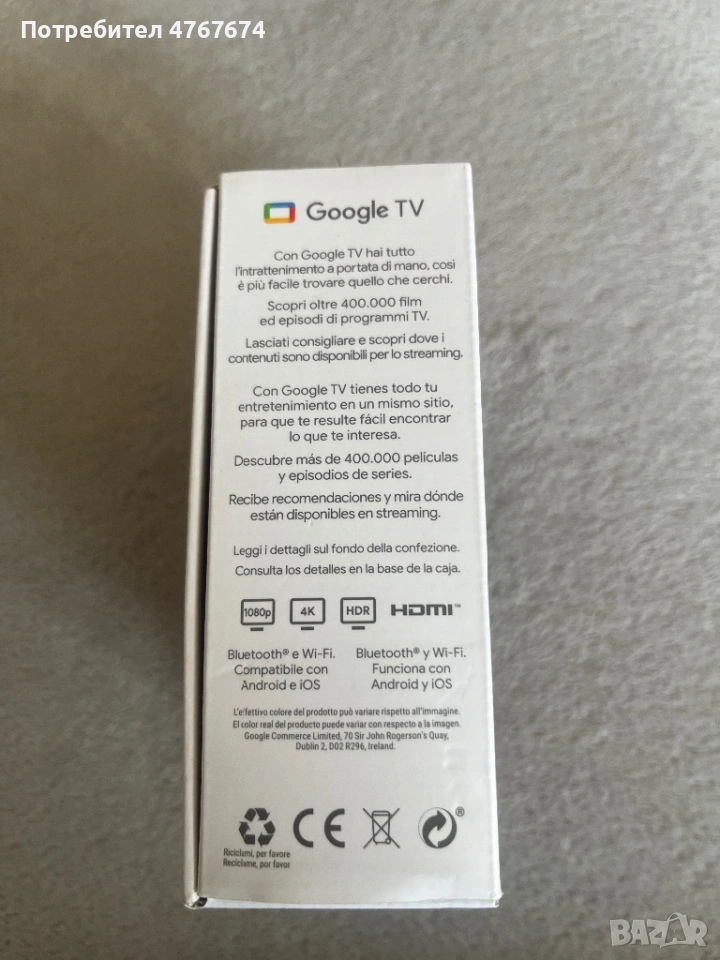 Потребител 4767674
Google TV
Con Google TV hai tutto
l'intrattenimento a portata di mano, così
è più facile trovare quello che cerchi.
Scopri oltre 400.000 film
ed episodi di programmi TV.
Lasciati consigliare e scopri dove i
contenuti sono disponibili per lo streaming.
Con Google TV tienes todo tu
entretenimiento en un mismo sitio,
para que te resulte fácil encontrar
lo que te interesa.
Descubre más de 400.000 películas
y episodios de series.
Recibe recomendaciones y mira dónde
están disponibles en streaming.
Leggi i dettagli sul fondo della confezione.
Consulta los detalles en la base de la caja.
1080p 4K HDR HDMI™
Bluetooth® e Wi-Fi. Bluetooth® y Wi-Fi.
Compatibile con Funciona con
Android e iOS Android y iOS
L'effettivo colore del prodotto può variare rispetto all'immagine.
El color real del producto puede variar con respecto a la imagen.
Google Commerce Limited, 70 Sir John Rogerson's Quay,
Dublin 2, D02 R296, Ireland.
CE ®
Riciclami, per favore
Reciclame, por favor
BAZAR